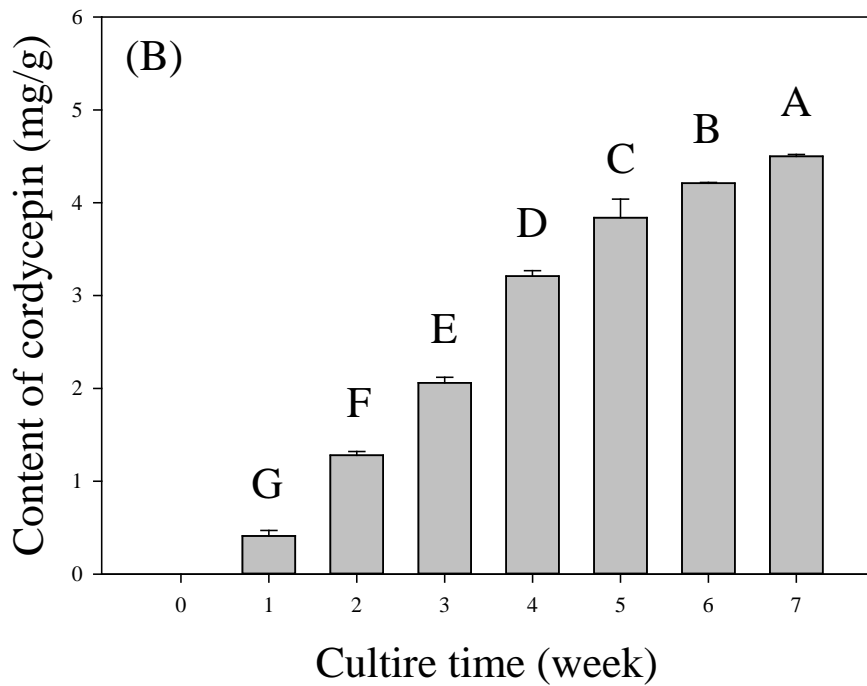 (B)
Content of cordycepin (mg/g)
6
5
4
3
2
1
0
G
F
E
D
C
B
A
0 1 2 3 4 5 6 7
Cultire time (week)